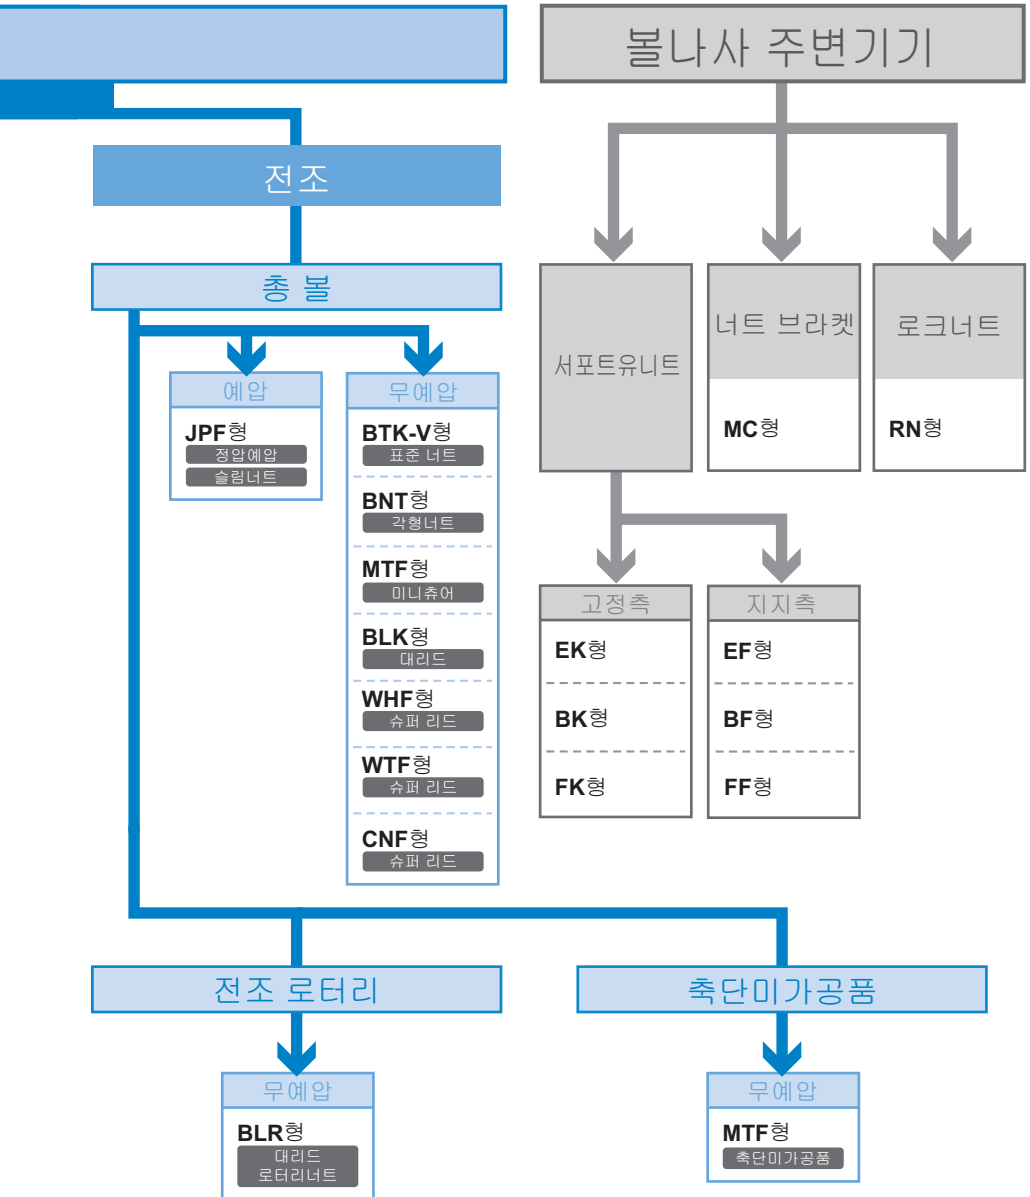 볼나사 주변기기
전조
총 볼
예압
JPF형
정압예압
슬림너트
무예압
BTK-V형
표준 너트
BNT형
각형너트
MTF형
미니츄어
BLK형
대리드
WHF형
슈퍼 리드
WTF형
슈퍼 리드
CNF형
슈퍼 리드
서포트유니트
너트 브라켓
MC형
로크너트
RN형
고정측
EK형
BK형
FK형
지지측
EF형
BF형
FF형
전조 로터리
무예압
BLR형
대리드
로터리너트
축단미가공품
무예압
MTF형
축단미가공품